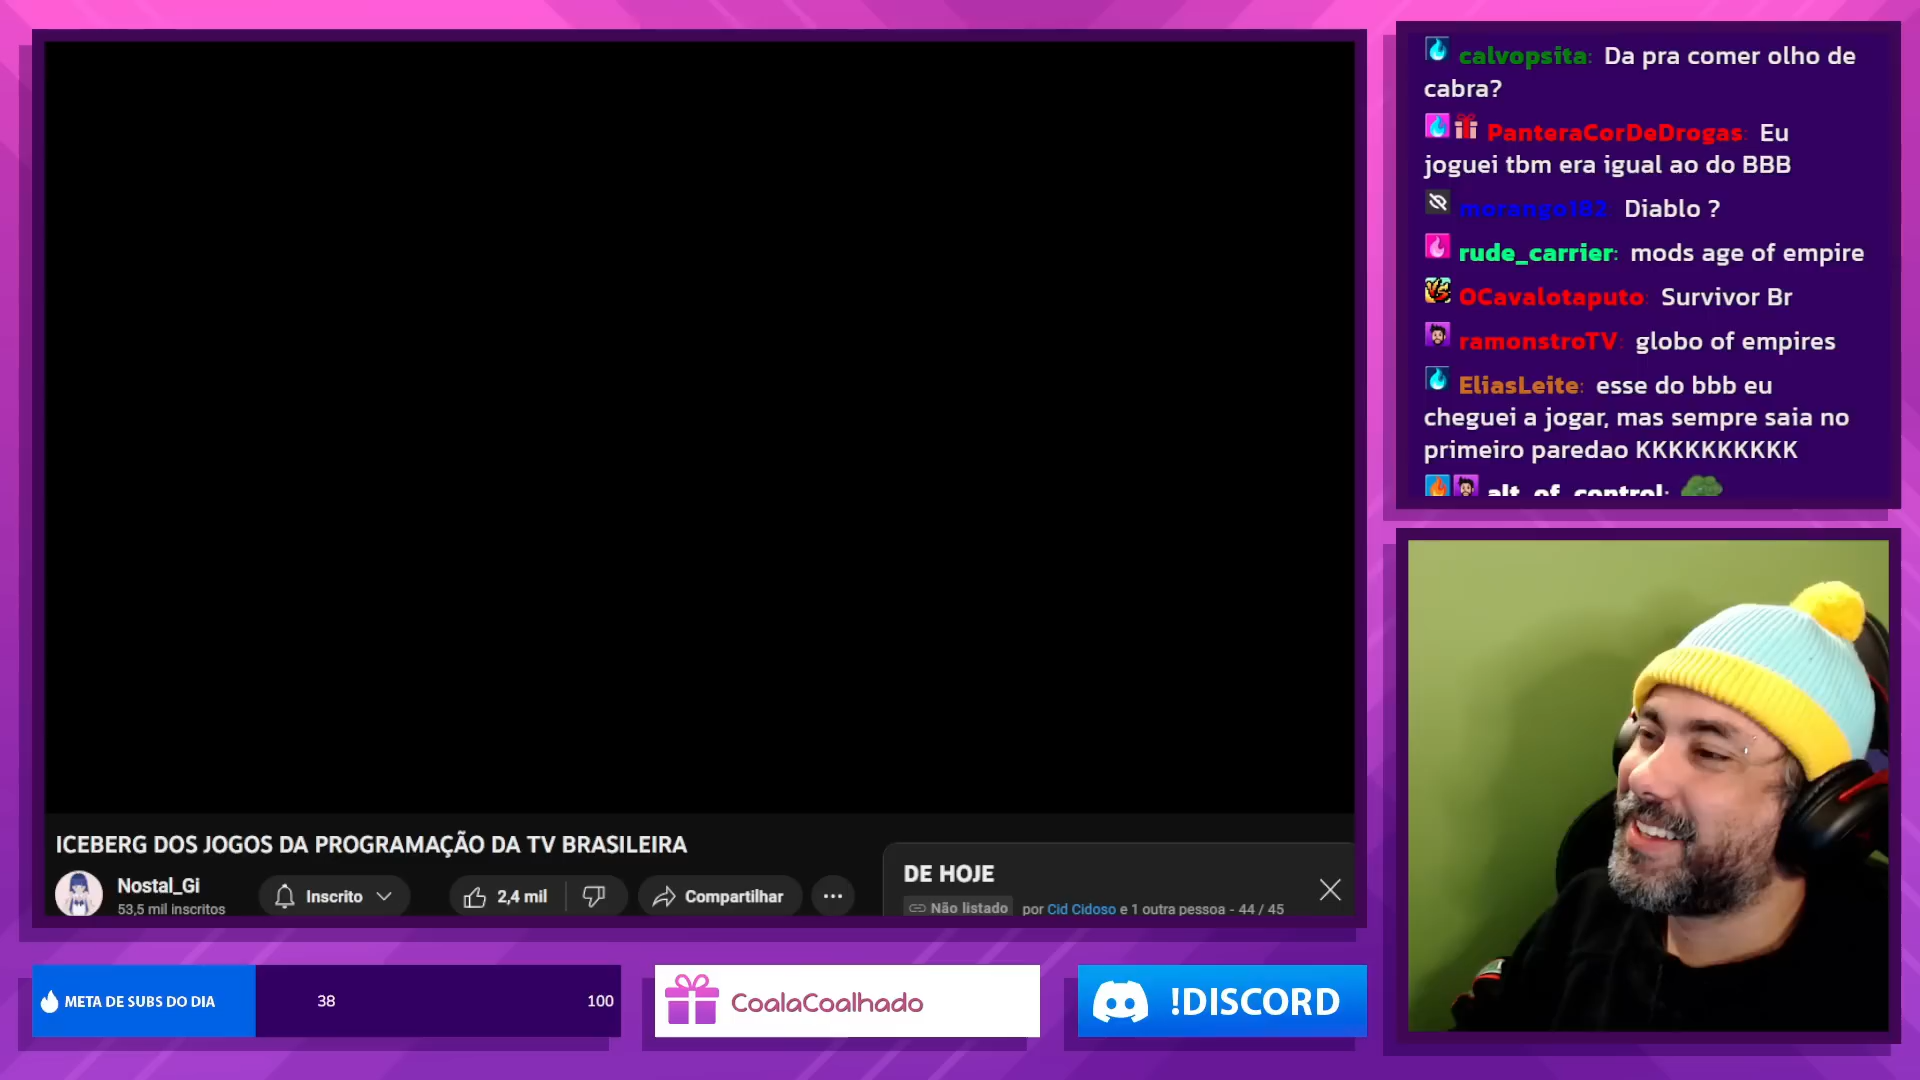 calvopsita: Da pra comer olho de
cabra?
PanteraCorDeDrogas: Eu
joguei tbm era igual ao do BBB
morango182: Diablo ?
rude_carrier: mods age of empire
OCavalotaputo: Survivor Br
ramonstroTV: globo of empires
EliasLeite: esse do bbb eu
cheguei a jogar, mas sempre saia no
primeiro paredao KKKKKKKKKK
alt_of_control:
ICEBERG DOS JOGOS DA PROGRAMAÇÃO DA TV BRASILEIRA
Nostal_Gi
53,5 mil inscritos
Inscrito
2,4 mil
Compartilhar
DE HOJE
Não listado por Cid Cidoso e 1 outra pessoa - 44 / 45
META DE SUBS DO DIA 38 100
CoalaCoalhado
!DISCORD